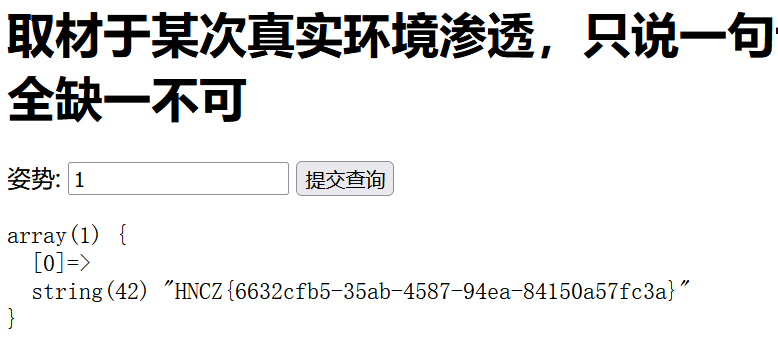 取材于某次真实环境渗透，只说一句
全缺一不可
姿势: 1 提交查询
array(1) {
[0]=>
string(42) "HNCZ{6632cfb5-35ab-4587-94ea-84150a57fc3a}"
}